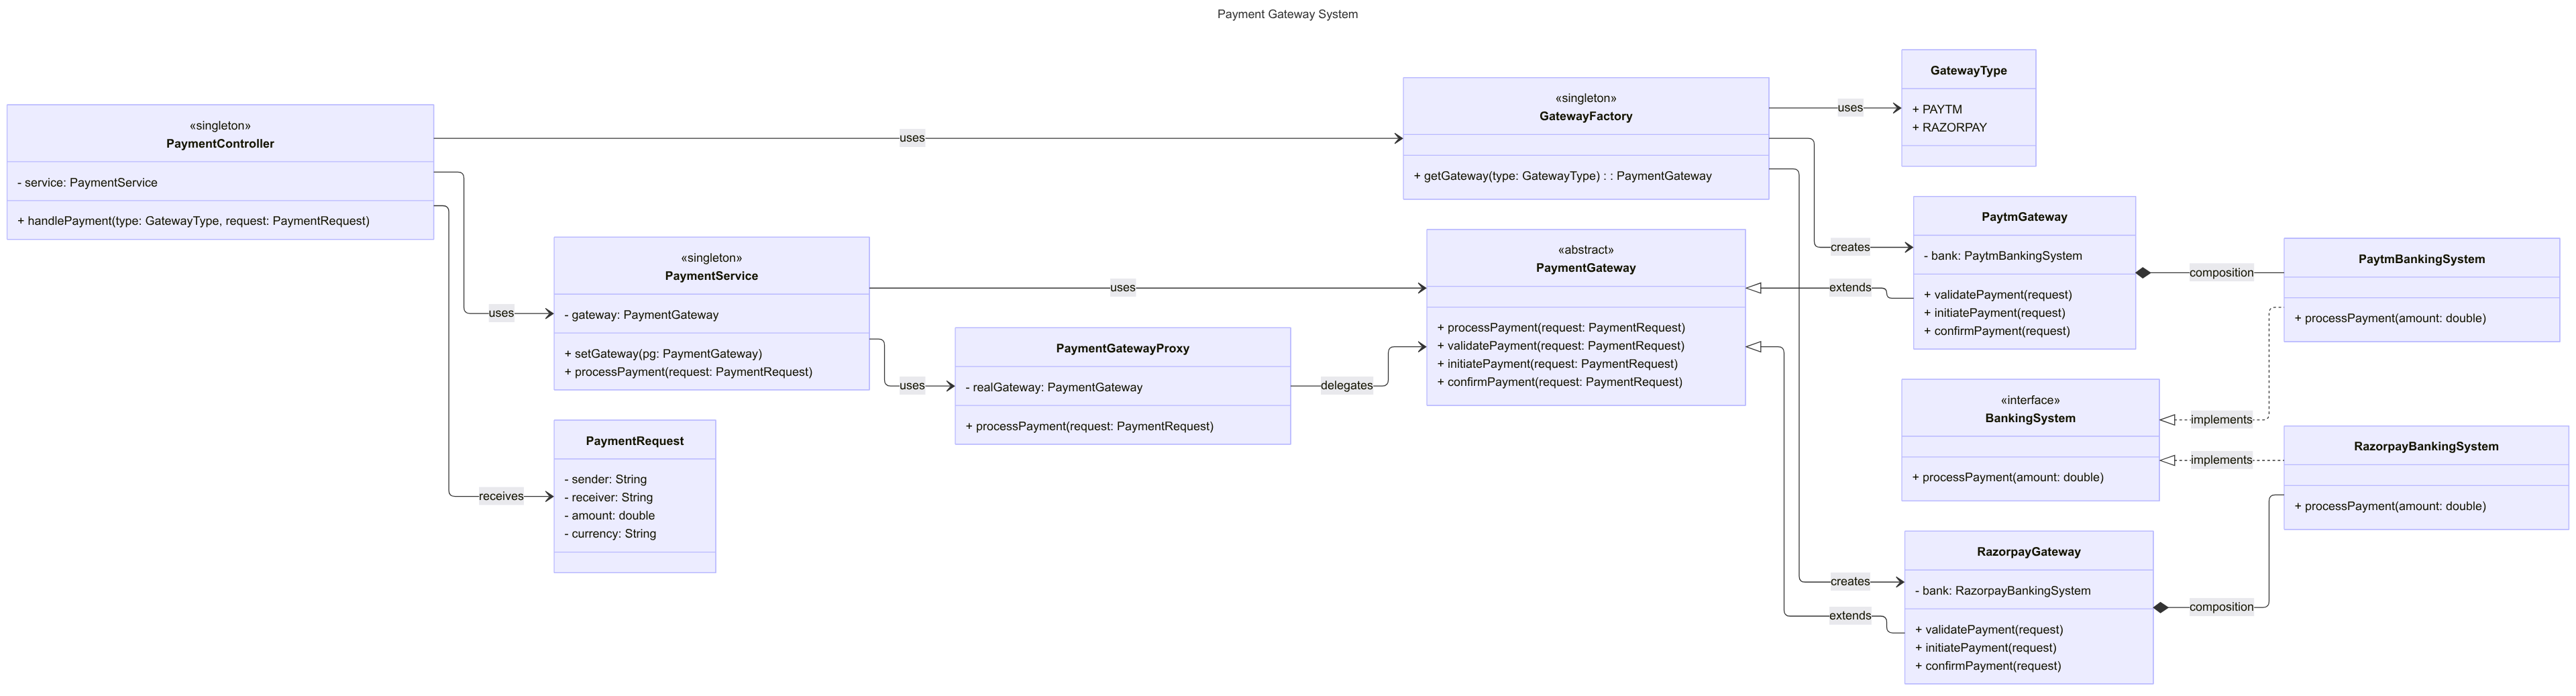 Payment Gateway System
«singleton»
PaymentController
- service: PaymentService
+ handlePayment(type: GatewayType, request: PaymentRequest)
uses
uses
receives
«singleton»
PaymentService
- gateway: PaymentGateway
+ setGateway(pg: PaymentGateway)
+ processPayment(request: PaymentRequest)
PaymentRequest
- sender: String
- receiver: String
- amount: double
- currency: String
uses
uses
PaymentGatewayProxy
- realGateway: PaymentGateway
+ processPayment(request: PaymentRequest)
delegates
«singleton»
GatewayFactory
+ getGateway(type: GatewayType) : : PaymentGateway
«abstract»
PaymentGateway
+ processPayment(request: PaymentRequest)
+ validatePayment(request: PaymentRequest)
+ initiatePayment(request: PaymentRequest)
+ confirmPayment(request: PaymentRequest)
uses
creates
extends
creates
extends
GatewayType
+ PAYTM
+ RAZORPAY
PaytmGateway
- bank: PaytmBankingSystem
+ validatePayment(request)
+ initiatePayment(request)
+ confirmPayment(request)
«interface»
BankingSystem
+ processPayment(amount: double)
RazorpayGateway
- bank: RazorpayBankingSystem
+ validatePayment(request)
+ initiatePayment(request)
+ confirmPayment(request)
composition
implements
implements
composition
PaytmBankingSystem
+ processPayment(amount: double)
RazorpayBankingSystem
+ processPayment(amount: double)